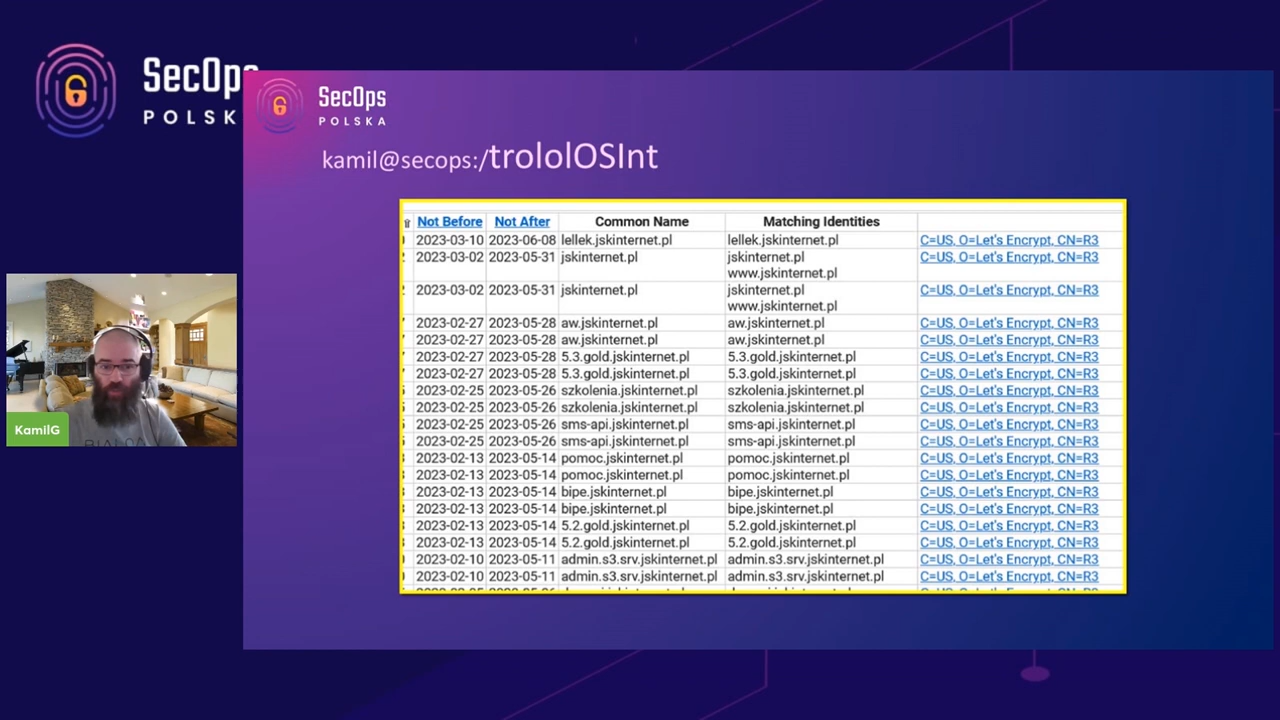 SecOps
POLSK
SecOps
POLSKA
kamil@secops:/trololOSInt
Not Before Not After Common Name Matching Identities
2023-03-10 2023-06-08 lellek.jskinternet.pl lellek.jskinternet.pl C=US, O=Let's Encrypt, CN=R3
2023-03-02 2023-05-31 jskinternet.pl jskinternet.pl C=US, O=Let's Encrypt, CN=R3
www.jskinternet.pl
2023-03-02 2023-05-31 jskinternet.pl jskinternet.pl C=US, O=Let's Encrypt, CN=R3
www.jskinternet.pl
2023-02-27 2023-05-28 aw.jskinternet.pl aw.jskinternet.pl C=US, O=Let's Encrypt, CN=R3
2023-02-27 2023-05-28 aw.jskinternet.pl aw.jskinternet.pl C=US, O=Let's Encrypt, CN=R3
2023-02-27 2023-05-28 5.3.gold.jskinternet.pl 5.3.gold.jskinternet.pl C=US, O=Let's Encrypt, CN=R3
2023-02-27 2023-05-28 5.3.gold.jskinternet.pl 5.3.gold.jskinternet.pl C=US, O=Let's Encrypt, CN=R3
2023-02-25 2023-05-26 szkolenia.jskinternet.pl szkolenia.jskinternet.pl C=US, O=Let's Encrypt, CN=R3
2023-02-25 2023-05-26 szkolenia.jskinternet.pl szkolenia.jskinternet.pl C=US, O=Let's Encrypt, CN=R3
2023-02-25 2023-05-26 sms-api.jskinternet.pl sms-api.jskinternet.pl C=US, O=Let's Encrypt, CN=R3
2023-02-25 2023-05-26 sms-api.jskinternet.pl sms-api.jskinternet.pl C=US, O=Let's Encrypt, CN=R3
2023-02-13 2023-05-14 pomoc.jskinternet.pl pomoc.jskinternet.pl C=US, O=Let's Encrypt, CN=R3
2023-02-13 2023-05-14 pomoc.jskinternet.pl pomoc.jskinternet.pl C=US, O=Let's Encrypt, CN=R3
2023-02-13 2023-05-14 bipe.jskinternet.pl bipe.jskinternet.pl C=US, O=Let's Encrypt, CN=R3
2023-02-13 2023-05-14 bipe.jskinternet.pl bipe.jskinternet.pl C=US, O=Let's Encrypt, CN=R3
2023-02-13 2023-05-14 5.2.gold.jskinternet.pl 5.2.gold.jskinternet.pl C=US, O=Let's Encrypt, CN=R3
2023-02-13 2023-05-14 5.2.gold.jskinternet.pl 5.2.gold.jskinternet.pl C=US, O=Let's Encrypt, CN=R3
2023-02-10 2023-05-11 admin.s3.srv.jskinternet.pl admin.s3.srv.jskinternet.pl C=US, O=Let's Encrypt, CN=R3
2023-02-10 2023-05-11 admin.s3.srv.jskinternet.pl admin.s3.srv.jskinternet.pl C=US, O=Let's Encrypt, CN=R3
KamilG